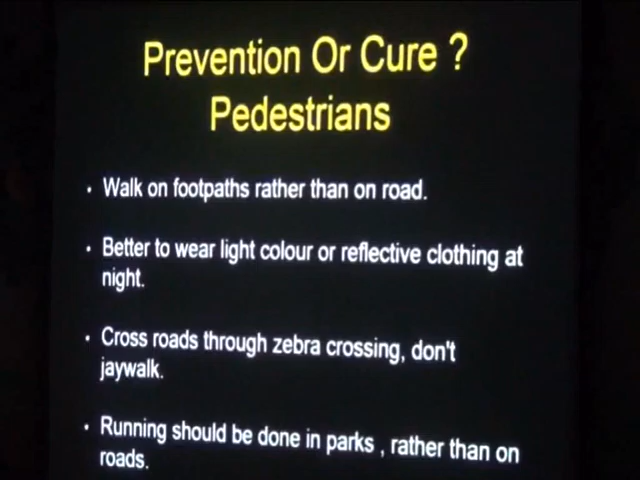 Prevention Or Cure ?
Pedestrians
• Walk on footpaths rather than on road.
• Better to wear light colour or reflective clothing at
night.
• Cross roads through zebra crossing, don't
jaywalk.
• Running should be done in parks , rather than on
roads.